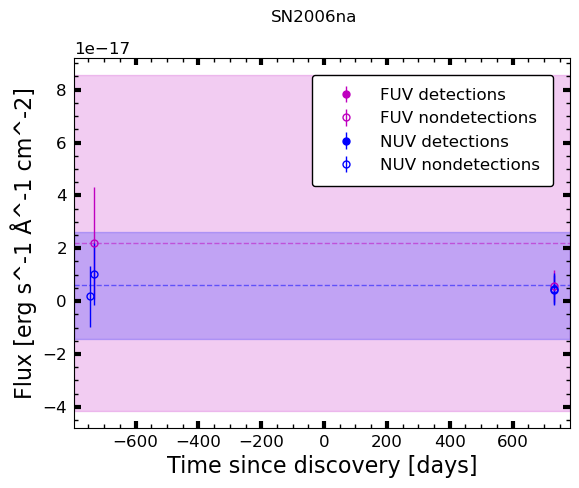 SN2006na
1e−17
Flux [erg s^-1 Å^-1 cm^-2]
8
6
4
2
0
−2
−4
FUV detections
FUV nondetections
NUV detections
NUV nondetections
−600 −400 −200 0 200 400 600
Time since discovery [days]